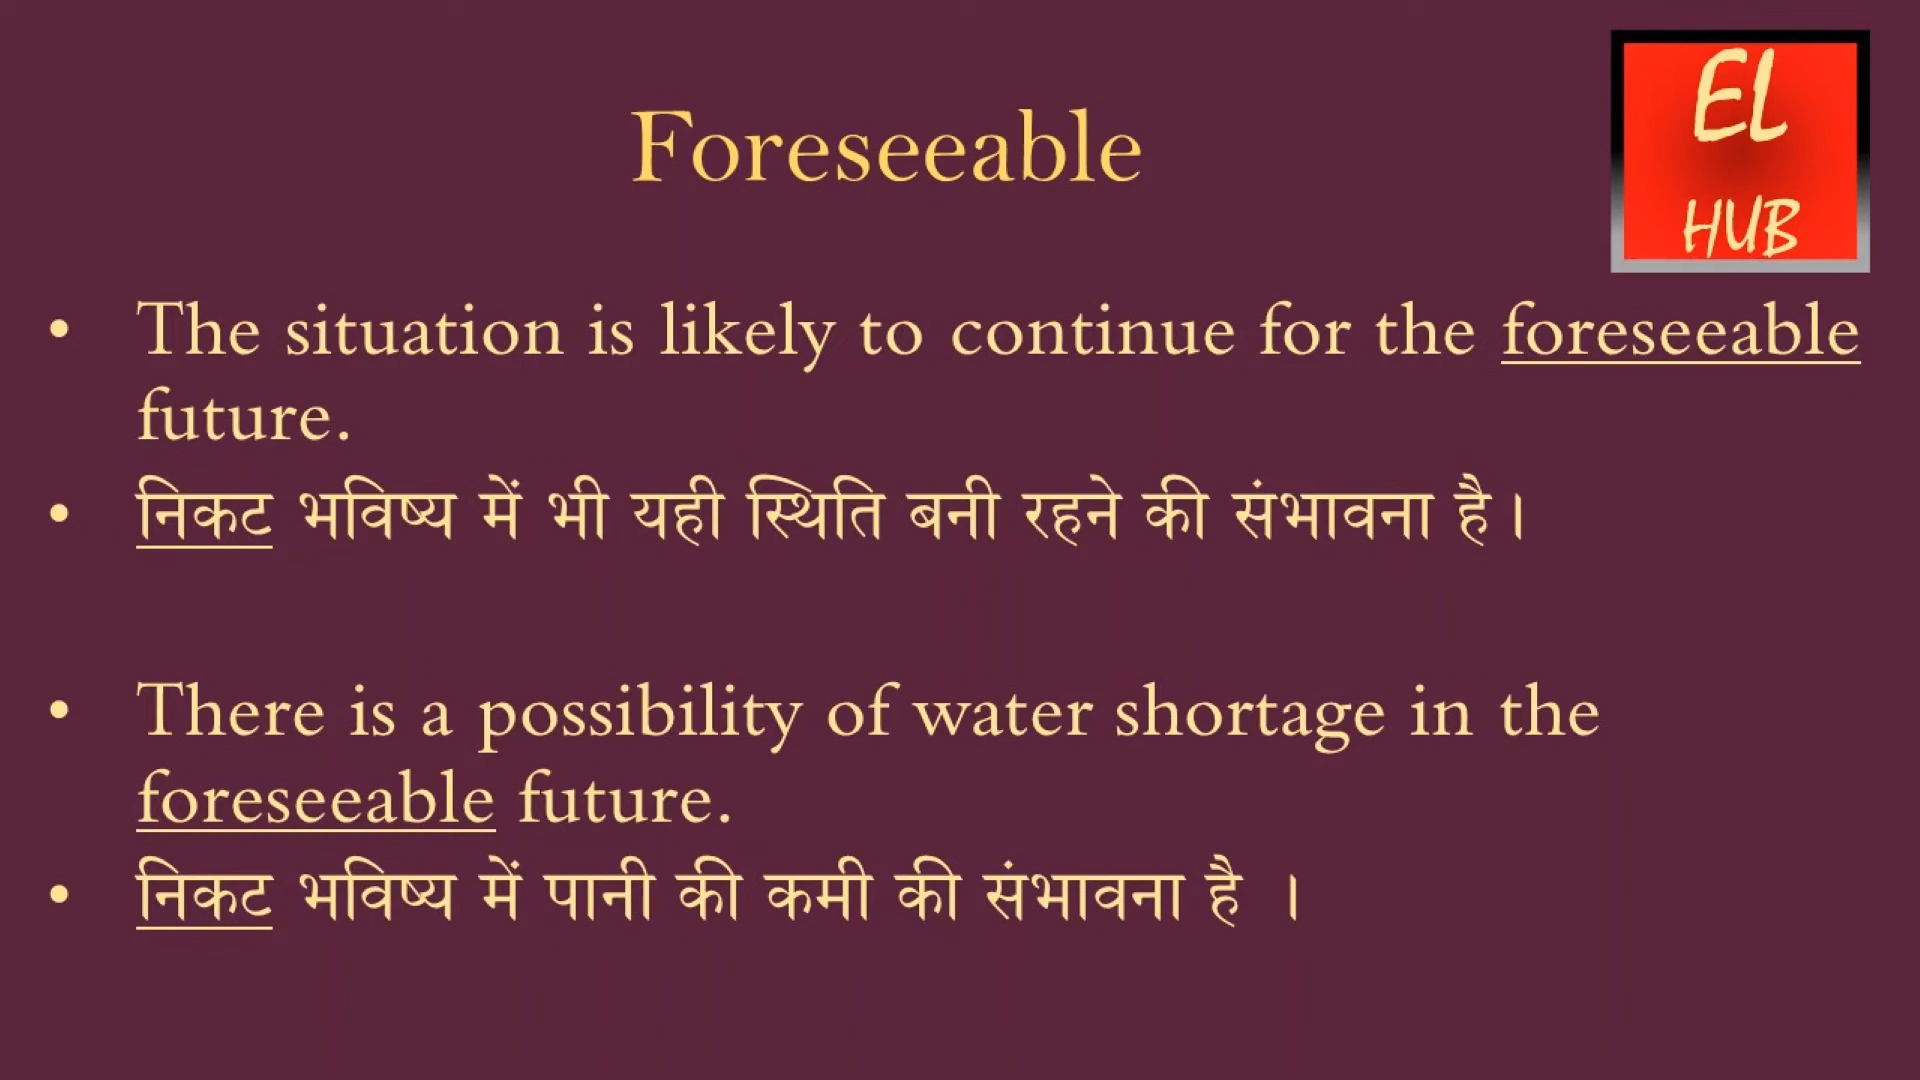 EL
HUB
Foreseeable
• The situation is likely to continue for the foreseeable
future.
• निकट भविष्य में भी यही स्थिति बनी रहने की संभावना है।
• There is a possibility of water shortage in the
foreseeable future.
• निकट भविष्य में पानी की कमी की संभावना है ।